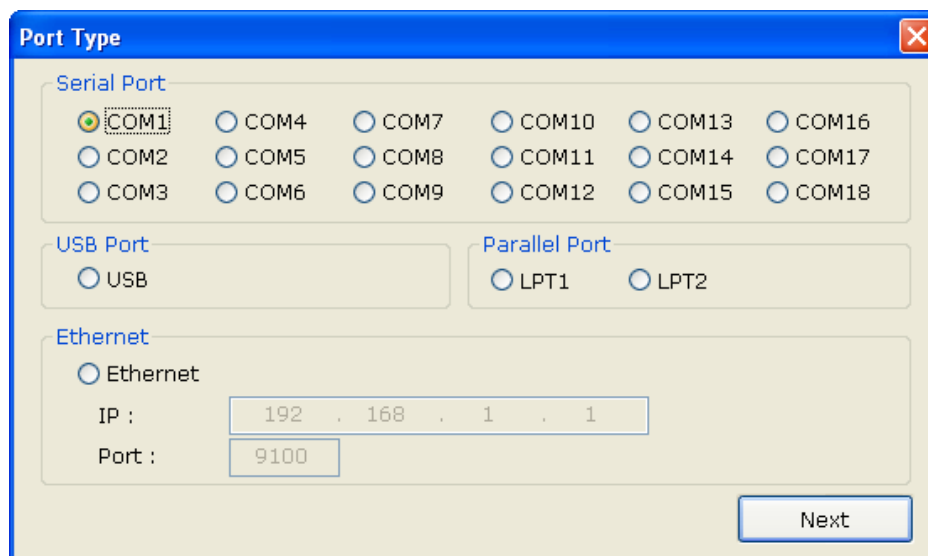 Port Type
Serial Port
COM1 COM4 COM7 COM10 COM13 COM16
COM2 COM5 COM8 COM11 COM14 COM17
COM3 COM6 COM9 COM12 COM15 COM18
USB Port
USB
Parallel Port
LPT1 LPT2
Ethernet
Ethernet
IP : 192 . 168 . 1 . 1
Port : 9100
Next